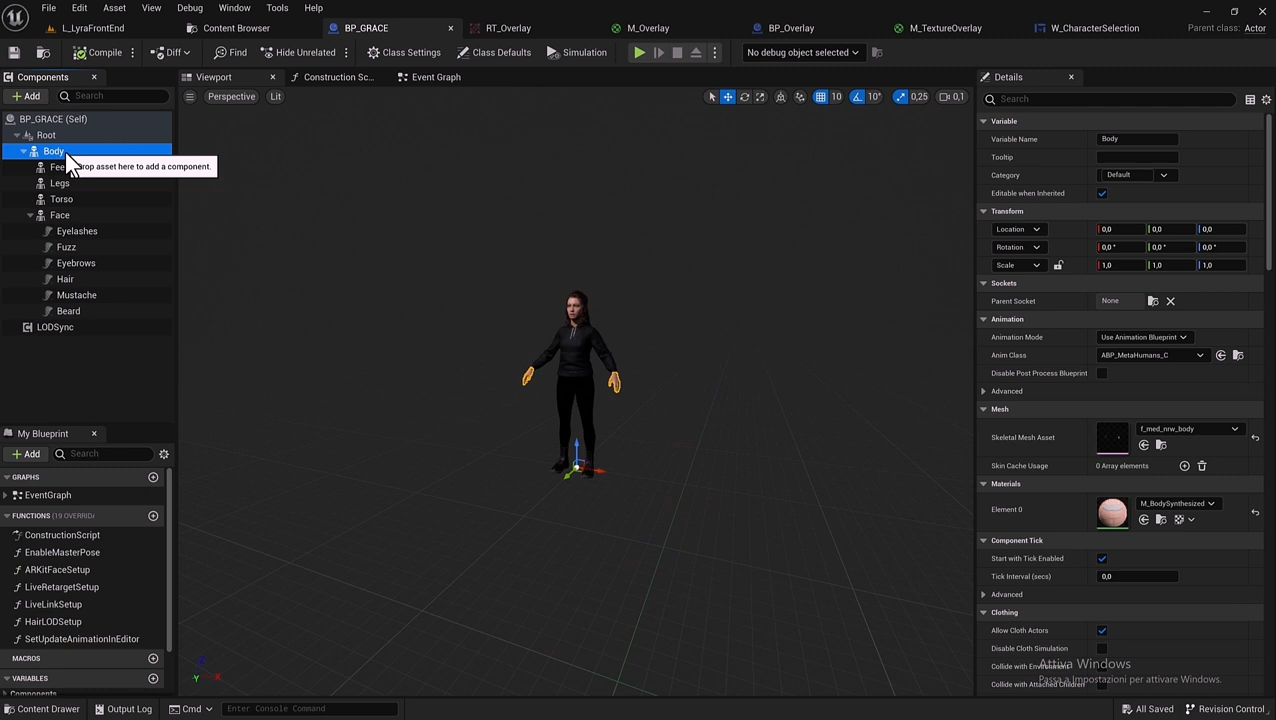 File Edit Asset View Debug Window Tools Help
L_LyraFrontEnd Content Browser BP_GRACE RT_Overlay M_Overlay BP_Overlay M_TextureOverlay W_CharacterSelection Parent class: Actor
Compile Diff Find Hide Unrelated Class Settings Class Defaults Simulation No debug object selected
Components Viewport Construction Sc... Event Graph Details
Add Search Perspective Lit 10 10° 0,25 0,1 Search
BP_GRACE (Self)
Root
Body
Drop asset here to add a component.
Legs
Torso
Face
Eyelashes
Fuzz
Eyebrows
Hair
Mustache
Beard
LODSync
My Blueprint
Add Search
GRAPHS
EventGraph
FUNCTIONS (19 OVERRIDA
ConstructionScript
EnableMasterPose
ARKitFaceSetup
LiveRetargetSetup
LiveLinkSetup
HairLODSetup
SetUpdateAnimationInEditor
MACROS
VARIABLES
Components
Z
Y X
Variable
Variable Name Body
Tooltip
Category Default
Editable when Inherited
Transform
Location 0,0 0,0 0,0
Rotation 0,0 ° 0,0 ° 0,0 °
Scale 1,0 1,0 1,0
Sockets
Parent Socket None
Animation
Animation Mode Use Animation Blueprint
Anim Class ABP_MetaHumans_C
Disable Post Process Blueprint
Advanced
Mesh
Skeletal Mesh Asset f_med_nrw_body
Skin Cache Usage 0 Array elements
Materials
Element 0 M_BodySynthesized
Component Tick
Start with Tick Enabled
Tick Interval (secs) 0,0
Advanced
Clothing
Allow Cloth Actors
Disable Cloth Simulation
Collide with Environment
Attiva Windows
Passa a Impostazioni per attivare Windows.
Collide with Attached Children
Content Drawer Output Log Cmd Enter Console Command All Saved Revision Control